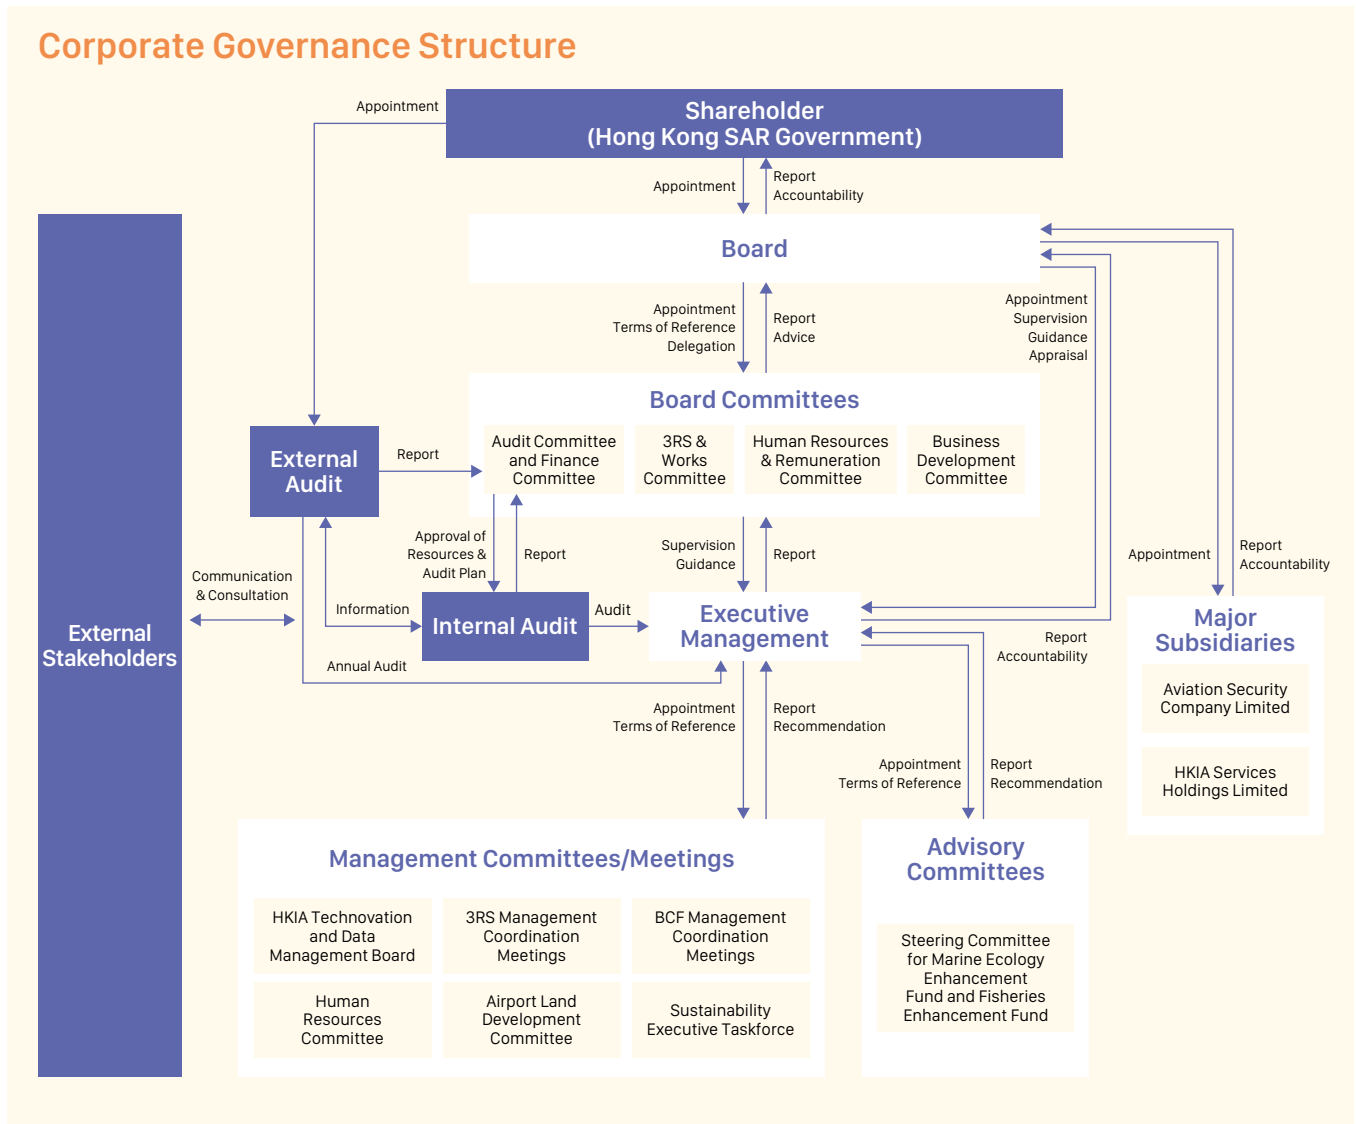 Corporate Governance Structure
Appointment
Shareholder
(Hong Kong SAR Government)
Appointment
Report
Accountability
Board
Appointment
Terms of Reference
Delegation
Report
Advice
Appointment
Supervision
Guidance
Appraisal
Board Committees
Audit Committee
and Finance
Committee
3RS &
Works
Committee
Human Resources
& Remuneration
Committee
Business
Development
Committee
External
Audit
Report
Approval of
Resources &
Audit Plan
Report
Supervision
Guidance
Report
Appointment
Report
Accountability
Communication
& Consultation
External
Stakeholders
Information
Internal Audit
Audit
Executive
Management
Report
Accountability
Annual Audit
Major
Subsidiaries
Aviation Security
Company Limited
HKIA Services
Holdings Limited
Appointment
Terms of Reference
Report
Recommendation
Appointment
Terms of Reference
Report
Recommendation
Management Committees/Meetings
HKIA Technovation
and Data
Management Board
3RS Management
Coordination
Meetings
BCF Management
Coordination
Meetings
Human
Resources
Committee
Airport Land
Development
Committee
Sustainability
Executive Taskforce
Advisory
Committees
Steering Committee
for Marine Ecology
Enhancement
Fund and Fisheries
Enhancement Fund